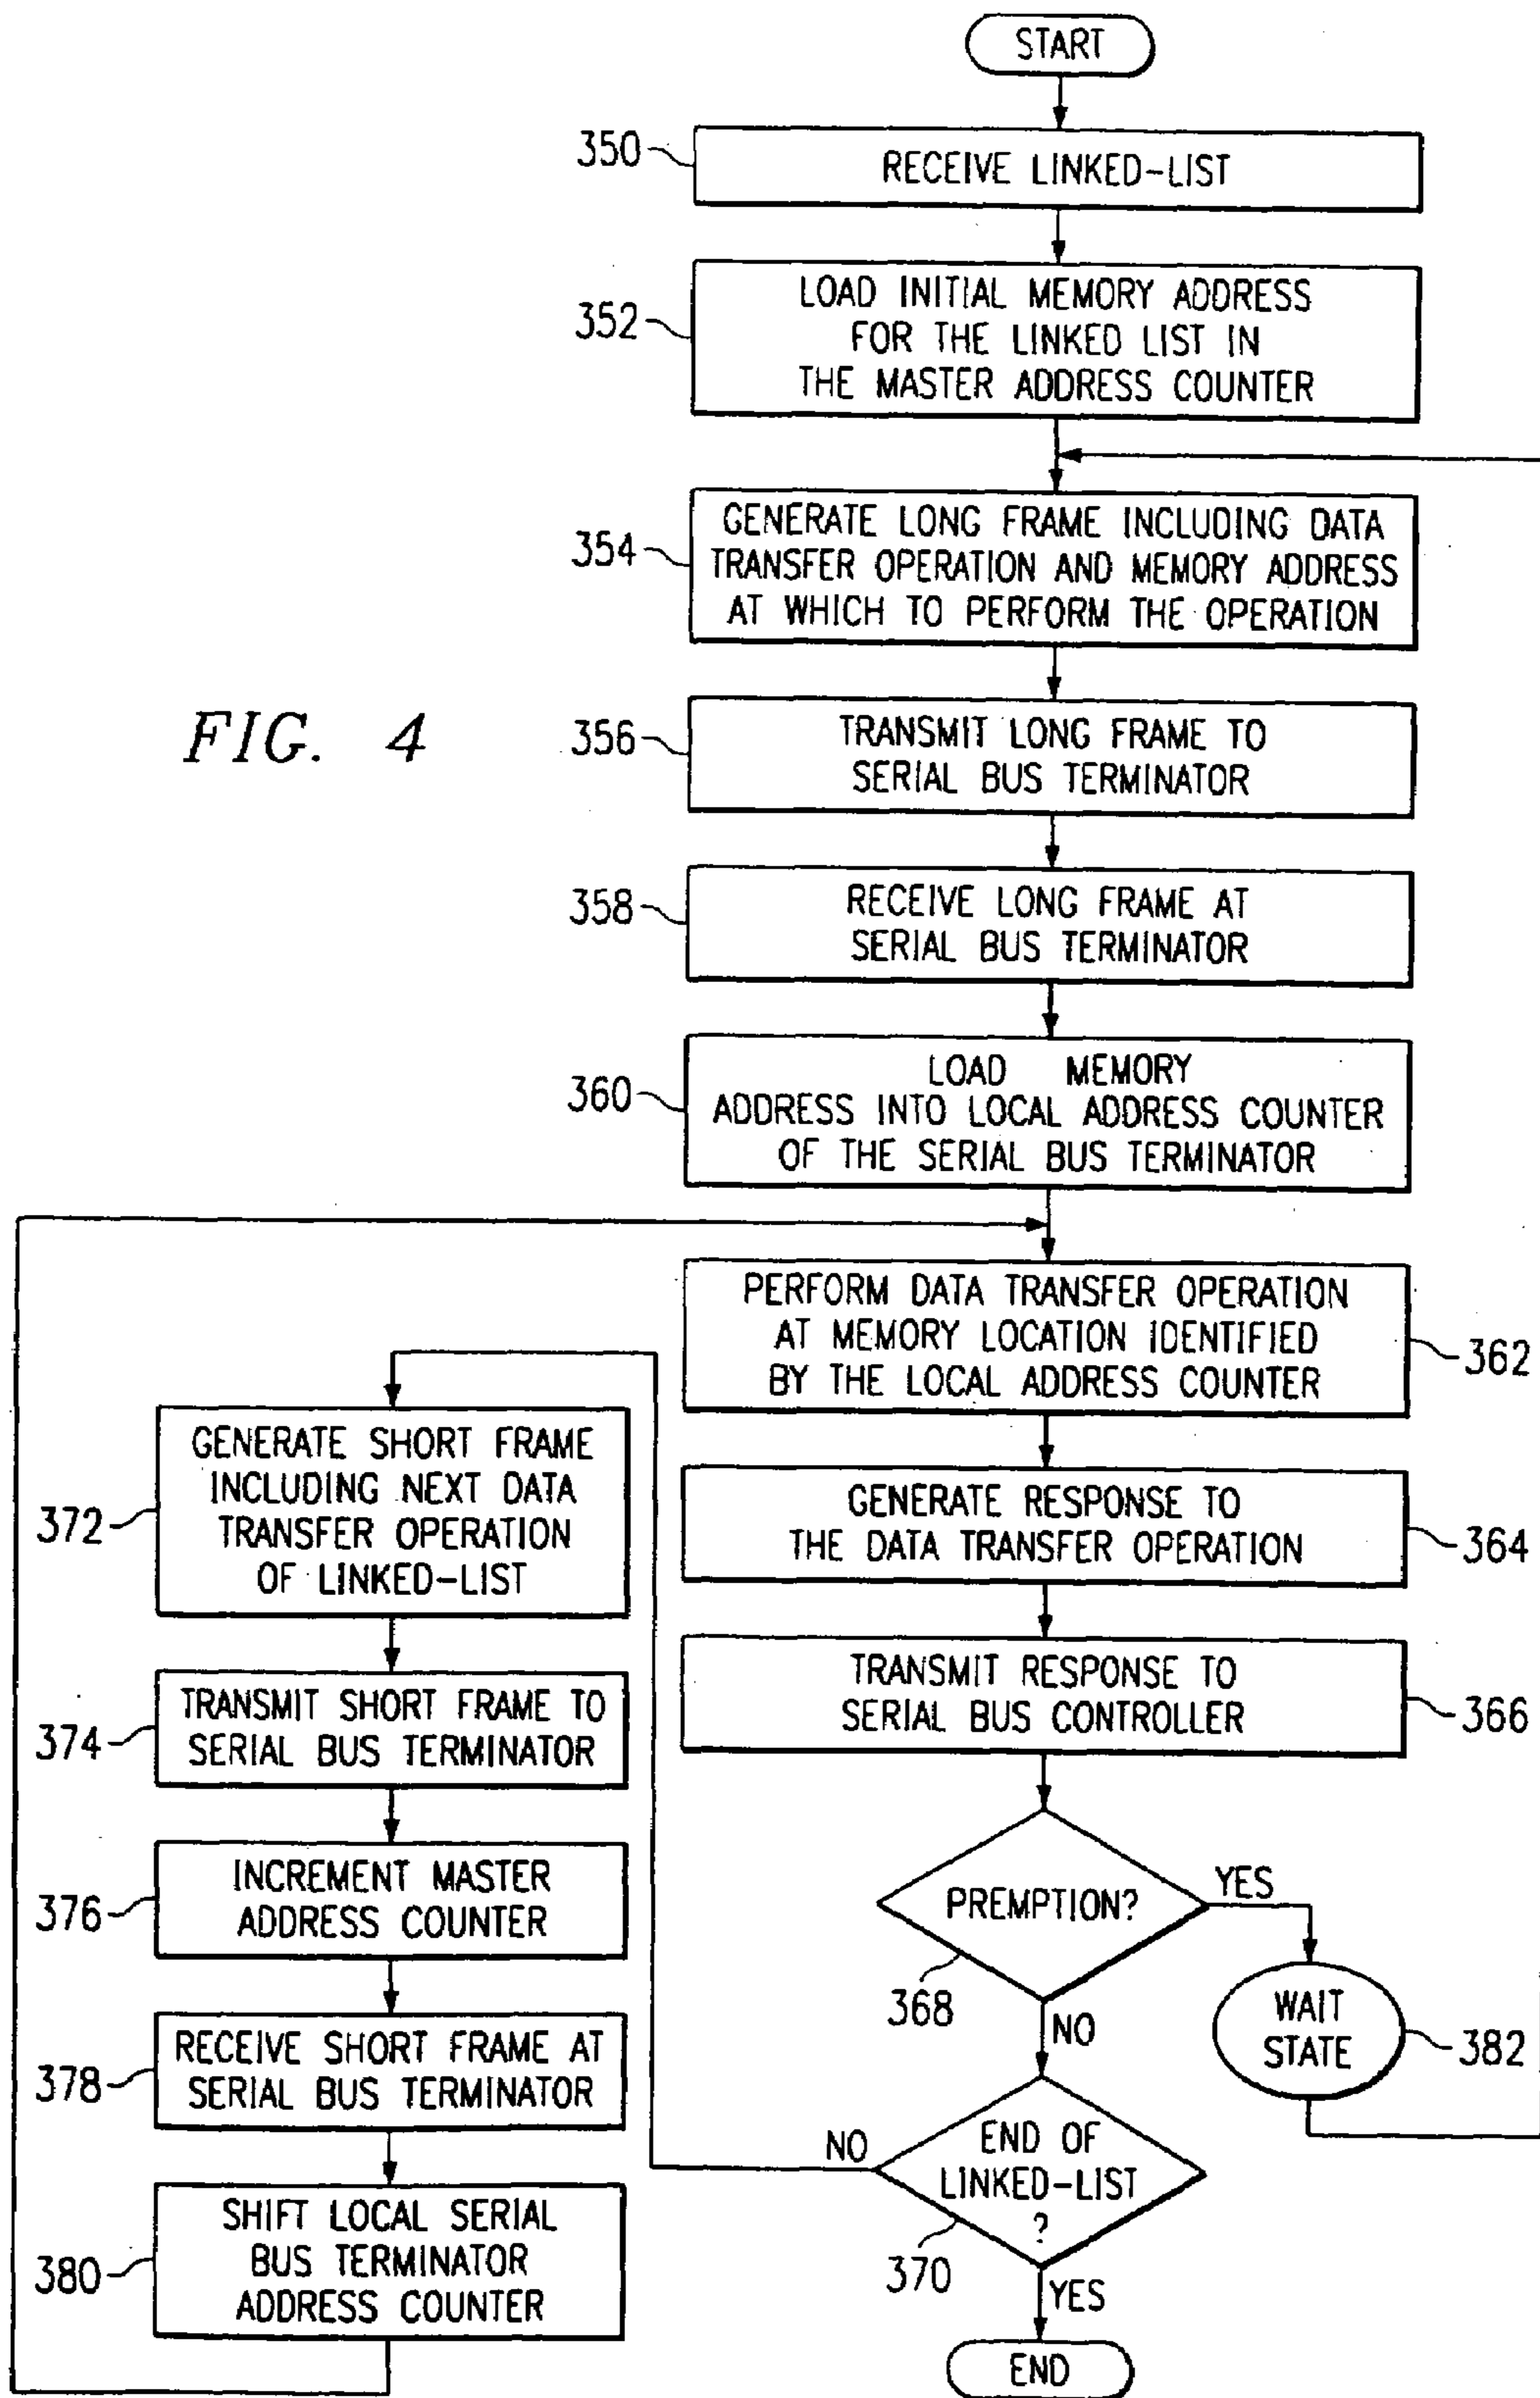 START
350
RECEIVE LINKED-LIST
352
LOAD INITIAL MEMORY ADDRESS
FOR THE LINKED LIST IN
THE MASTER ADDRESS COUNTER
354
GENERATE LONG FRAME INCLUDING DATA
TRANSFER OPERATION AND MEMORY ADDRESS
AT WHICH TO PERFORM THE OPERATION
FIG. 4
356
TRANSMIT LONG FRAME TO
SERIAL BUS TERMINATOR
358
RECEIVE LONG FRAME AT
SERIAL BUS TERMINATOR
360
LOAD MEMORY
ADDRESS INTO LOCAL ADDRESS COUNTER
OF THE SERIAL BUS TERMINATOR
PERFORM DATA TRANSFER OPERATION
AT MEMORY LOCATION IDENTIFIED
BY THE LOCAL ADDRESS COUNTER
362
GENERATE RESPONSE TO
THE DATA TRANSFER OPERATION
364
TRANSMIT RESPONSE TO
SERIAL BUS CONTROLLER
366
PREMPTION?
YES
368
NO
WAIT
STATE
382
END OF
LINKED-LIST
?
NO
370
YES
END
372
GENERATE SHORT FRAME
INCLUDING NEXT DATA
TRANSFER OPERATION
OF LINKED-LIST
374
TRANSMIT SHORT FRAME TO
SERIAL BUS TERMINATOR
376
INCREMENT MASTER
ADDRESS COUNTER
378
RECEIVE SHORT FRAME AT
SERIAL BUS TERMINATOR
380
SHIFT LOCAL SERIAL
BUS TERMINATOR
ADDRESS COUNTER